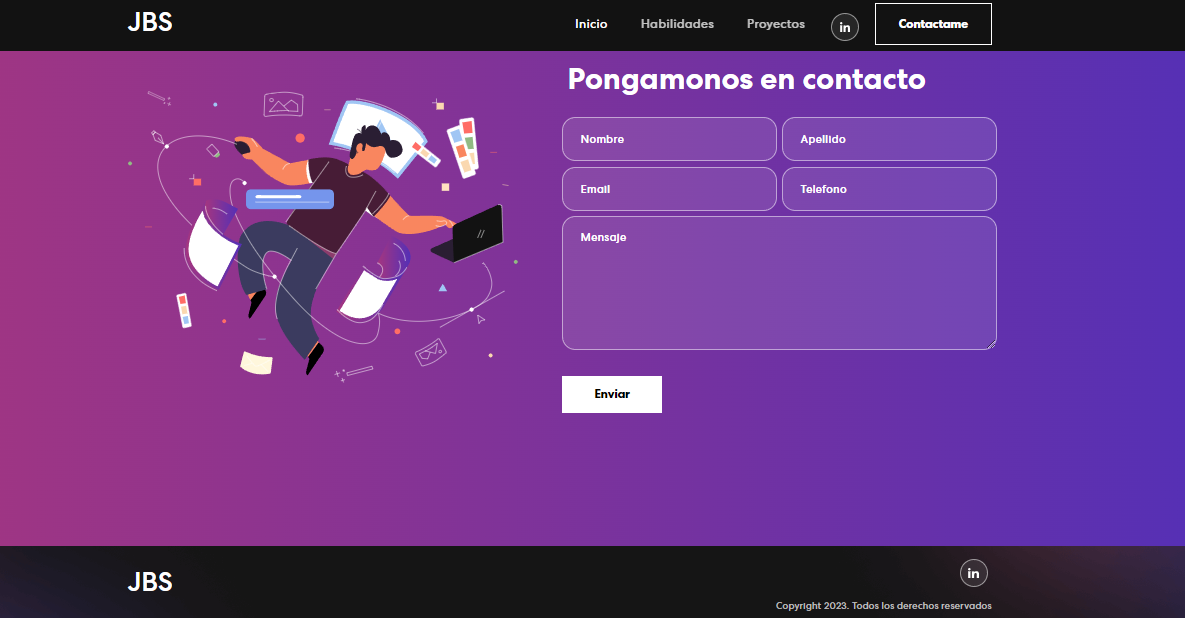 JBS
Inicio Habilidades Proyectos in Contactame
Pongamonos en contacto
Nombre Apellido
Email Telefono
Mensaje
//
Enviar
JBS
in
Copyright 2023. Todos los derechos reservados